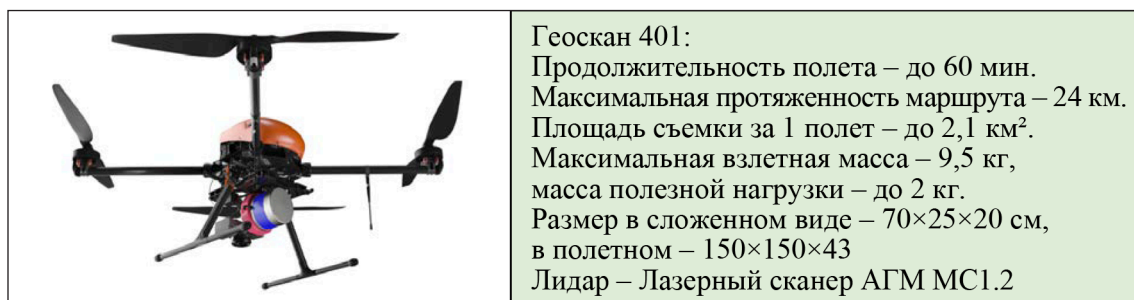 Геоскан 401:
Продолжительность полета – до 60 мин.
Максимальная протяженность маршрута – 24 км.
Площадь съемки за 1 полет – до 2,1 км².
Максимальная взлетная масса – 9,5 кг,
масса полезной нагрузки – до 2 кг.
Размер в сложенном виде – 70×25×20 см,
в полетном – 150×150×43
Лидар – Лазерный сканер АГМ МС1.2